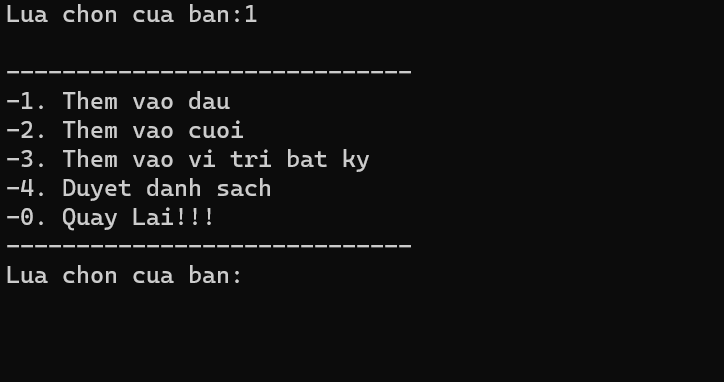 Lua chon cua ban:1
-----------------------------
-1. Them vao dau
-2. Them vao cuoi
-3. Them vao vi tri bat ky
-4. Duyet danh sach
-0. Quay Lai!!!
-----------------------------
Lua chon cua ban: